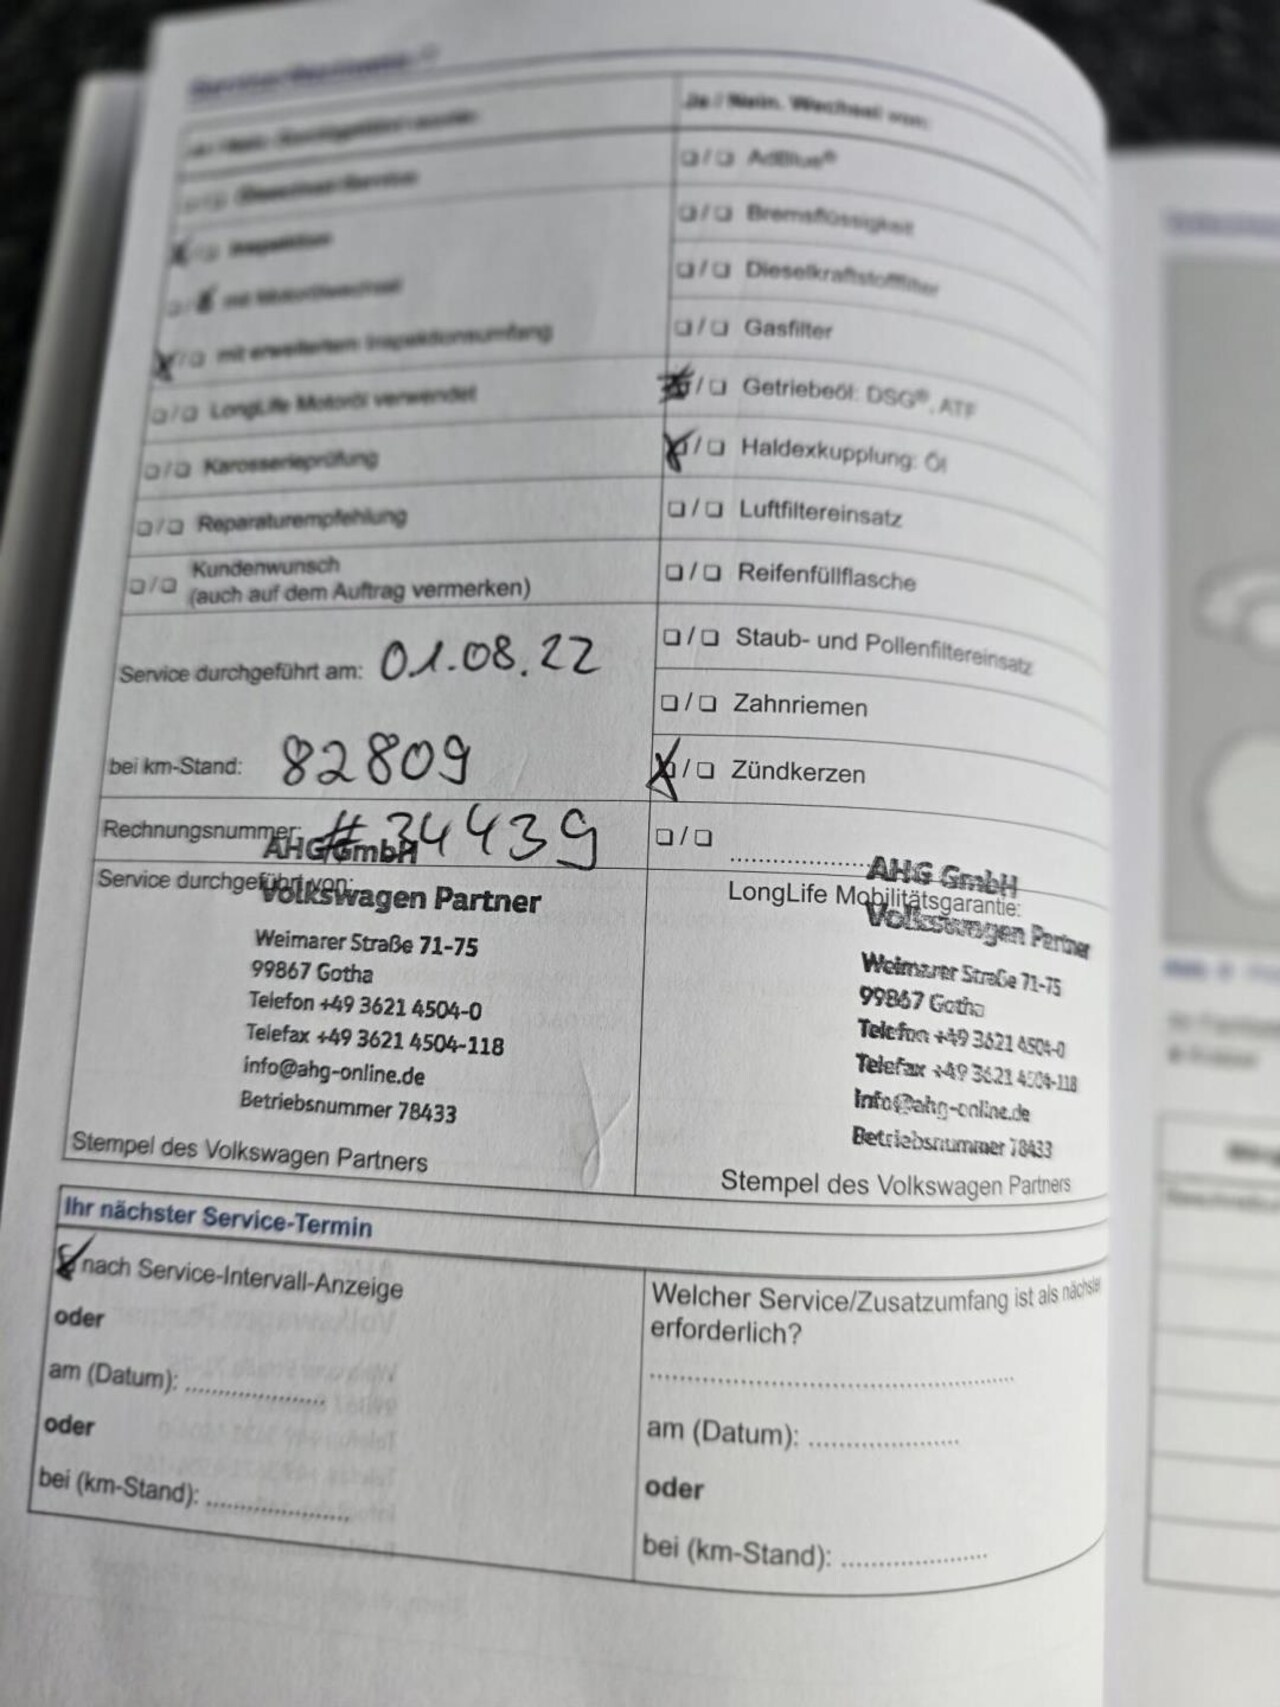 Ja / Nein, Wechsel von:
❏ / ❏ AdBlue®
❏ / ❏ Bremsflüssigkeit
❏ / ❏ Dieselkraftstofffilter
❏ / ❏ Gasfilter
☒ / ❏ Getriebeöl: DSG®, ATF
☒ / ❏ Haldexkupplung: Öl
❏ / ❏ Luftfiltereinsatz
❏ / ❏ Reifenfüllflasche
❏ / ❏ Staub- und Pollenfiltereinsatz
❏ / ❏ Zahnriemen
☒ / ❏ Zündkerzen
❏ / ❏ ....................
☒ / ❏ Inspektion
❏ / ☒ mit Motorölwechsel
☒ / ❏ mit erweitertem Inspektionsumfang
❏ / ❏ LongLife Motoröl verwendet
❏ / ❏ Karosserieprüfung
❏ / ❏ Reparaturempfehlung
❏ / ❏ Kundenwunsch
(auch auf dem Auftrag vermerken)
Service durchgeführt am: 01.08.22
bei km-Stand: 82809
Rechnungsnummer: #34439
Service durchgeführt von:
AHG GmbH
Volkswagen Partner
Weimarer Straße 71-75
99867 Gotha
Telefon +49 3621 4504-0
Telefax +49 3621 4504-118
info@ahg-online.de
Betriebsnummer 78433
Stempel des Volkswagen Partners
LongLife Mobilitätsgarantie:
AHG GmbH
Volkswagen Partner
Weimarer Straße 71-75
99867 Gotha
Telefon +49 3621 4504-0
Telefax +49 3621 4504-118
info@ahg-online.de
Betriebsnummer 78433
Stempel des Volkswagen Partners
Ihr nächster Service-Termin
☒ nach Service-Intervall-Anzeige
oder
am (Datum): ....................
oder
bei (km-Stand): ....................
Welcher Service/Zusatzumfang ist als nächster
erforderlich?
..................................................
am (Datum): ....................
oder
bei (km-Stand): ....................